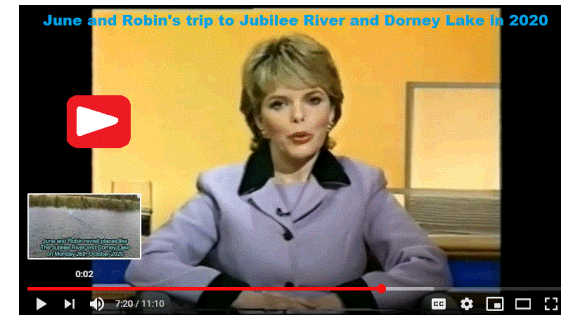 June and Robin's trip to Jubilee River and Dorney Lake in 2020
June and Robin revisit places like
The Jubilee River and Dorney Lake
on Monday 26th October 2020
0:02
7:20 / 11:10
CC